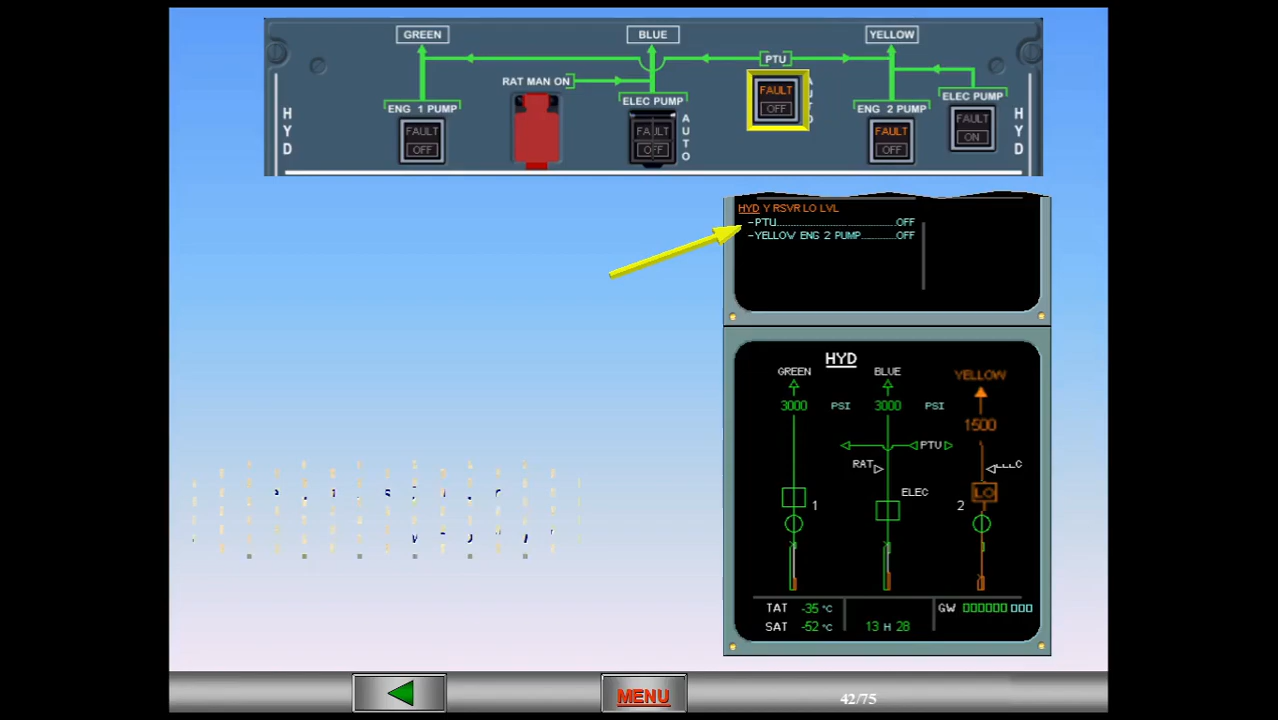 GREEN
BLUE
YELLOW
PTU
RAT MAN ON
ELEC PUMP
ELEC PUMP
ENG 1 PUMP
ENG 2 PUMP
HYD
FAULT
OFF
FAULT
OFF
AUTO
FAULT
OFF
AUTO
FAULT
OFF
FAULT
ON
HYD
HYD Y RSVR LO LVL
-PTU..............................OFF
-YELLOW ENG 2 PUMP.........OFF
HYD
GREEN
BLUE
YELLOW
3000 PSI 3000 PSI 1500
PTU
RAT
ELEC
LO
1
2
TAT -35 °C
GW 000000 000
SAT -52 °C
13 H 28
MENU
42/75